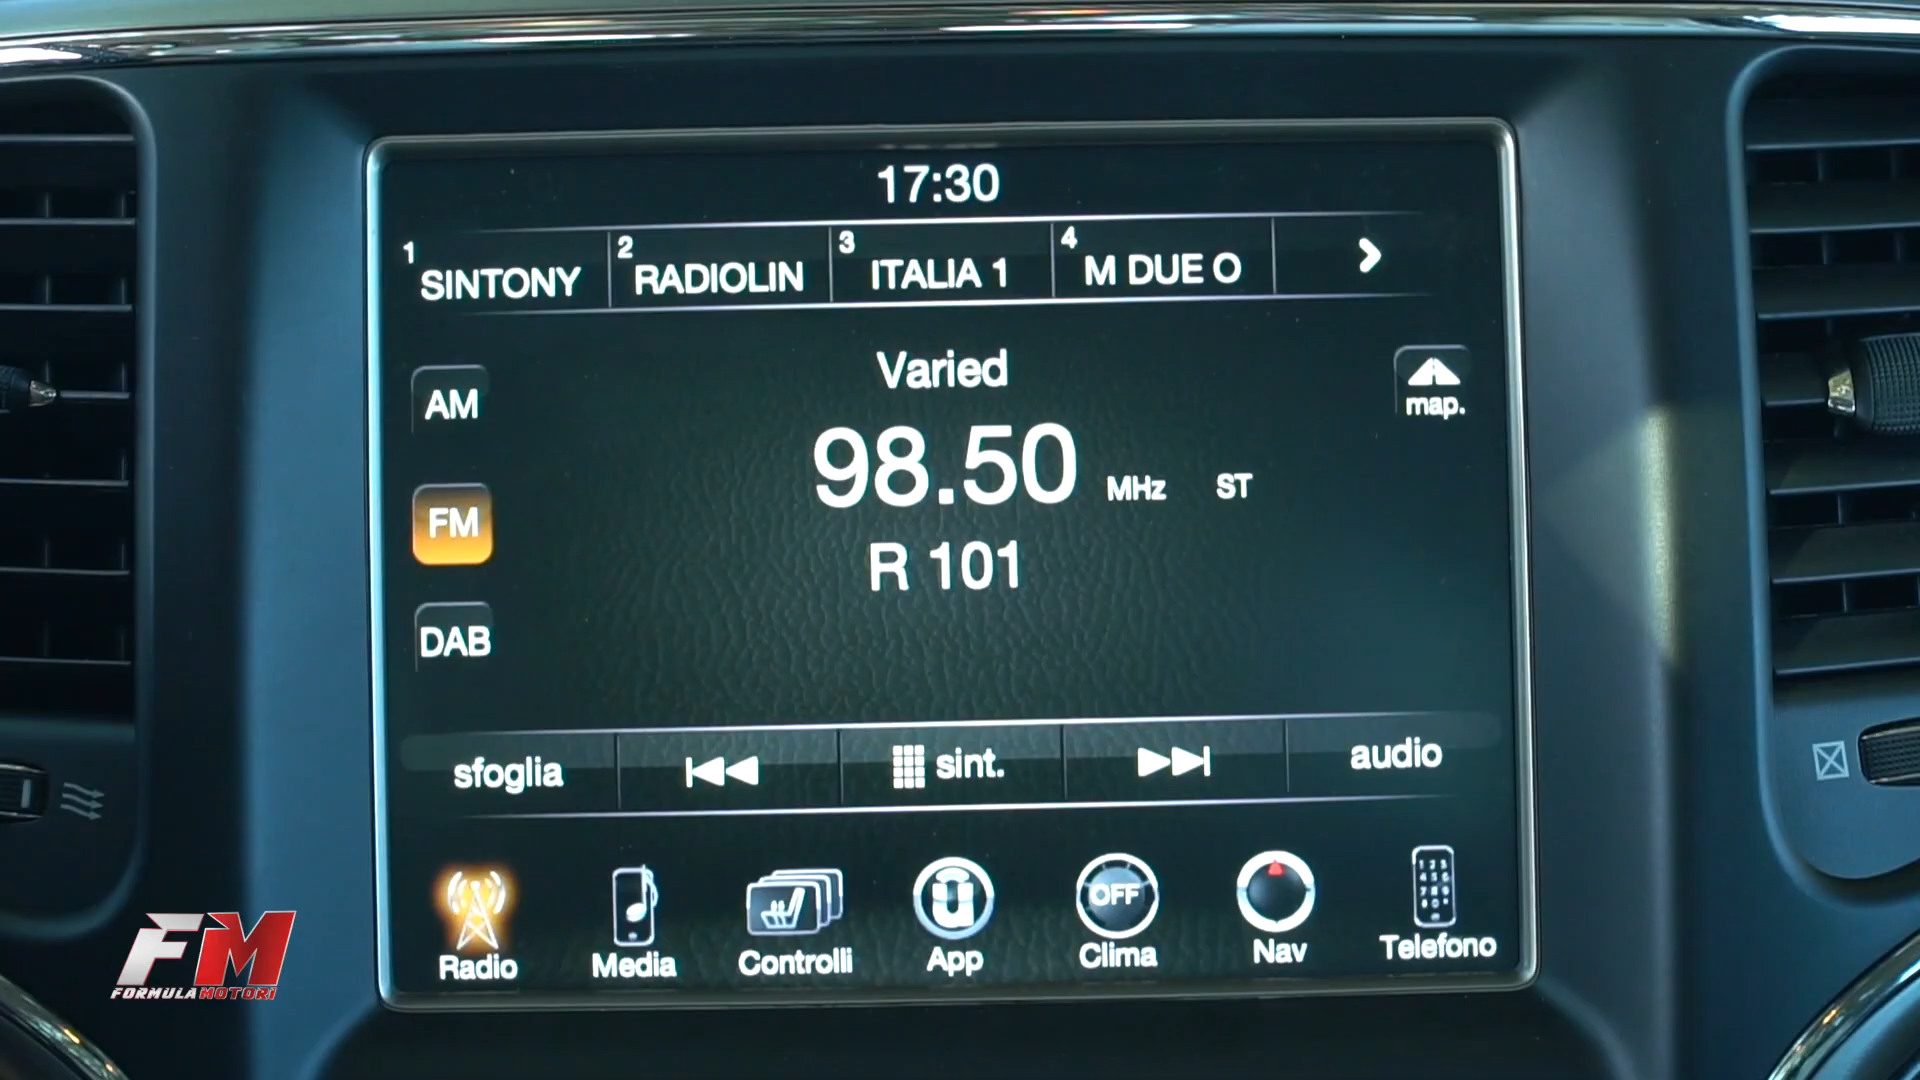 17:30
1 SINTONY 2 RADIOLIN 3 ITALIA 1 4 M DUE O
Varied
AM
map.
98.50 MHz ST
FM
R 101
DAB
sfoglia sint. audio
OFF
Radio Media Controlli App Clima Nav Telefono
FM
FORMULA MOTORI